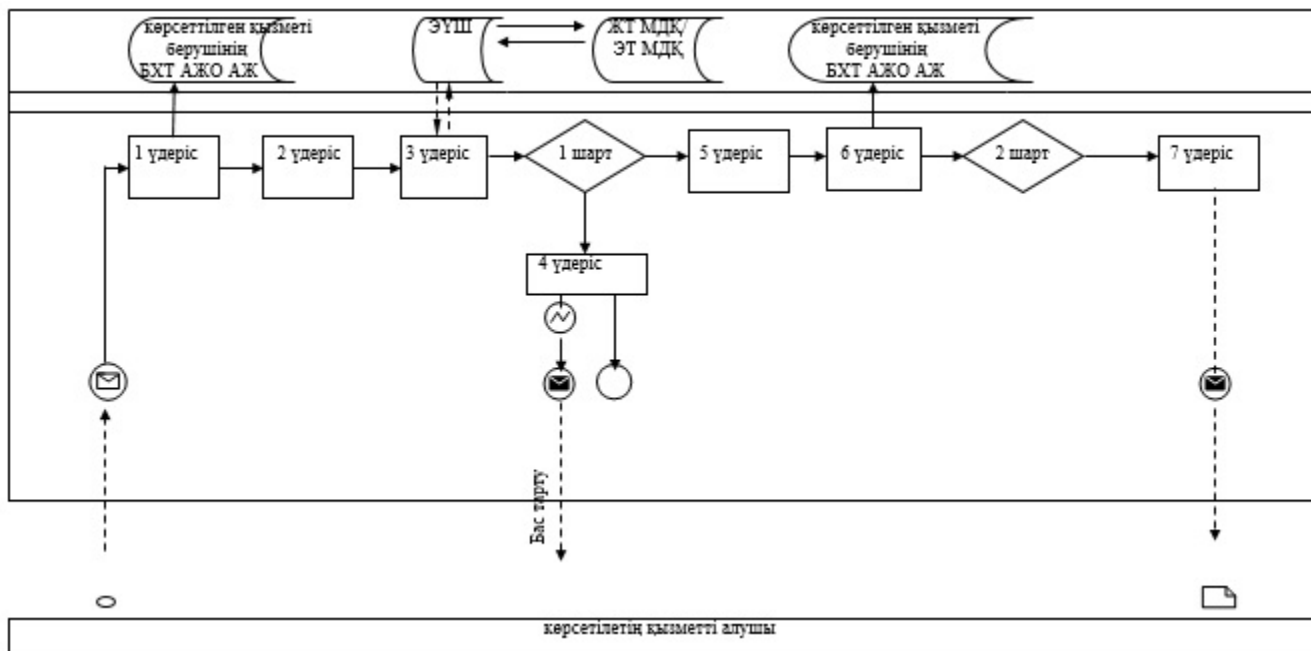 көрсеттілген қызметі
берушінің
БХТ АЖО АЖ
ЭҮШ
ЖТ МДҚ/
ЭТ МДҚ
көрсеттілген қызметі
берушінің
БХТ АЖО АЖ
1 үдеріс
2 үдеріс
3 үдеріс
1 шарт
5 үдеріс
6 үдеріс
2 шарт
7 үдеріс
4 үдеріс
Бас тарту
көрсетілетің қызметті алушы